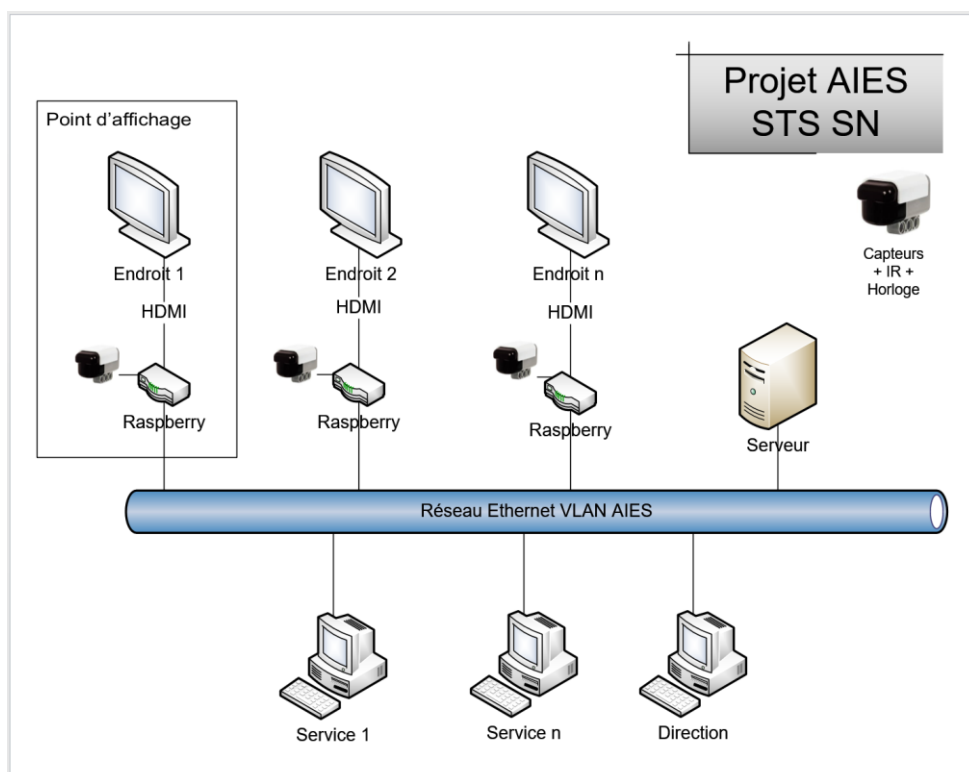 Projet AIES
STS SN
Point d'affichage
Endroit 1
Endroit 2
Endroit n
HDMI
HDMI
HDMI
Capteurs
+ IR +
Horloge
Raspberry
Raspberry
Raspberry
Serveur
Réseau Ethernet VLAN AIES
Service 1
Service n
Direction